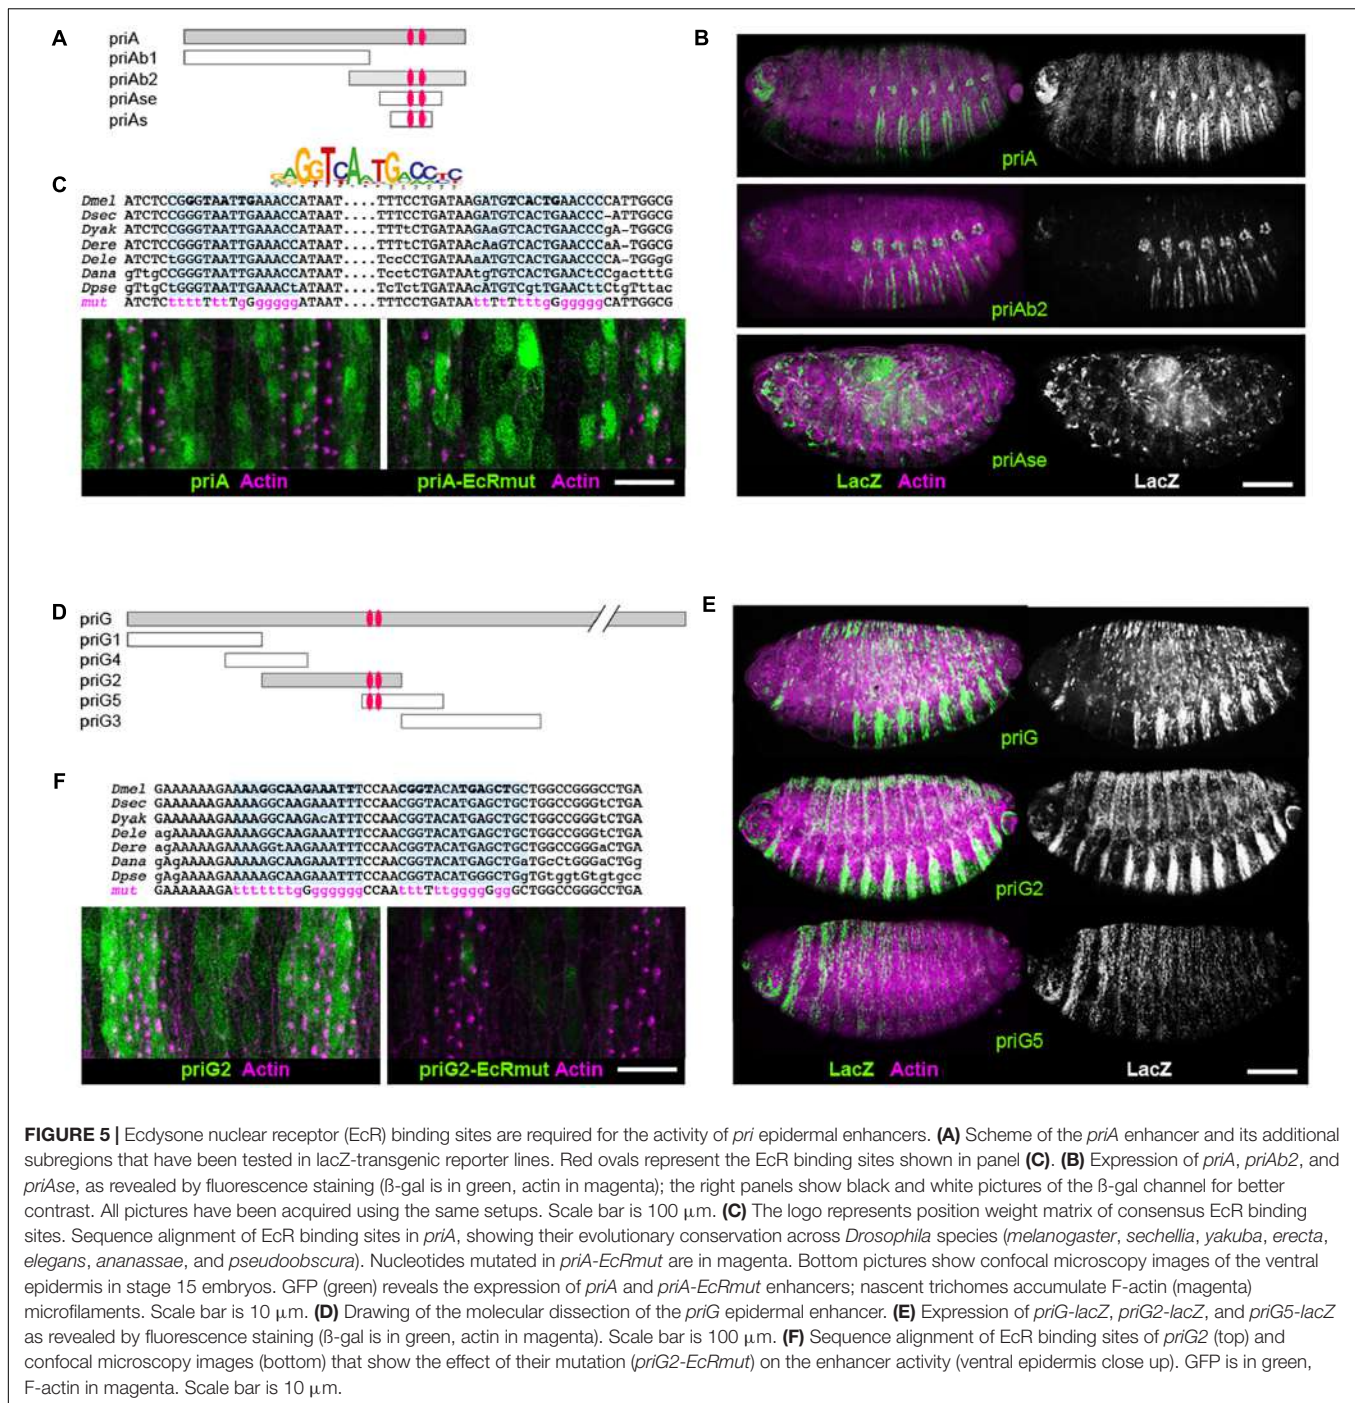 A
priA
priAb1
priAb2
priAse
priAs
B
priA
priAb2
priAse
LacZ Actin
LacZ
C
Dmel ATCTCCGGGTAATTGAAACCATAAT....TTTCCTGATAAGATGTCACTGAACCCCATTGGCG
Dsec ATCTCCGGGTAATTGAAACCATAAT....TTTCCTGATAAGATGTCACTGAACCCC-ATTGGCG
Dyak ATCTCCGGGTAATTGAAACCATAAT....TTTtCTGATAAGAaGTCACTGAACCCgA-TGGCG
Dere ATCTCCGGGTAATTGAAACCATAAT....TTTCCTGATAAcAaGTCACTGAACCCgA-TGGCG
Dele ATCTCtGGGTAATTGAAACCATAAT....TccCCTGATAAaATGTCACTGAACCCCA-TGGgG
Dana gTtgCCGGGTAATTGAAACCATAAT....TcctCTGATAAtgTGTCACTGAACtCCgactttG
Dpse gTtgCtGGGTAATTGAAACtATAAT....TcTctTGATAAcATGTCgtTGAACttCtgTttac
mut ATCTCttttTttTgGggggggATAAT....TTTCCTGATAAttTtTtttgGgggggCATTGGCG
priA Actin
priA-EcRmut Actin
D
priG
priG1
priG4
priG2
priG5
priG3
E
priG
priG2
priG5
LacZ Actin
LacZ
F
Dmel GAAAAAAGAAAAGGCAAGAAATTTCCAACGGTACATGAGCTGCTGGCCGGGCCTGA
Dsec GAAAAAAGAAAAGGCAAGAAATTTCCAACGGTACATGAGCTGCTGGCCGGGtCTGA
Dyak GAAAAAAGAAAAGGCAAGAcATTTCCAACGGTACATGAGCTGCTGGCCGGGtCTGA
Dele agAAAAAGAAAAGGCAAGAAATTTCCAACGGTACATGAGCTGCTGGCCGGGtCTGA
Dere agAAAAAGAAAAGGtAAGAAATTTCCAACGGTACATGAGCTGCTGGCCGGGaCTGA
Dana gAgAAAAGAAAAAGCAAGAAATTTCCAACGGTACATGAGCTGaTGcCtGGGaCTGg
Dpse gAgAAAAGAAAAAGCAAGAAATTTCCAACGGTACATGGGCTGgTGtggtGtgtgcc
mut GAAAAAAGAtttttttgGgggggggCCAAtttTttggggGggGCTGGCCGGGCCTGA
priG2 Actin
priG2-EcRmut Actin
FIGURE 5 | Ecdysone nuclear receptor (EcR) binding sites are required for the activity of pri epidermal enhancers. (A) Scheme of the priA enhancer and its additional
subregions that have been tested in lacZ-transgenic reporter lines. Red ovals represent the EcR binding sites shown in panel (C). (B) Expression of priA, priAb2, and
priAse, as revealed by fluorescence staining (ß-gal is in green, actin in magenta); the right panels show black and white pictures of the ß-gal channel for better
contrast. All pictures have been acquired using the same setups. Scale bar is 100 μm. (C) The logo represents position weight matrix of consensus EcR binding
sites. Sequence alignment of EcR binding sites in priA, showing their evolutionary conservation across Drosophila species (melanogaster, sechellia, yakuba, erecta,
elegans, ananassae, and pseudoobscura). Nucleotides mutated in priA-EcRmut are in magenta. Bottom pictures show confocal microscopy images of the ventral
epidermis in stage 15 embryos. GFP (green) reveals the expression of priA and priA-EcRmut enhancers; nascent trichomes accumulate F-actin (magenta)
microfilaments. Scale bar is 10 μm. (D) Drawing of the molecular dissection of the priG epidermal enhancer. (E) Expression of priG-lacZ, priG2-lacZ, and priG5-lacZ
as revealed by fluorescence staining (ß-gal is in green, actin in magenta). Scale bar is 100 μm. (F) Sequence alignment of EcR binding sites of priG2 (top) and
confocal microscopy images (bottom) that show the effect of their mutation (priG2-EcRmut) on the enhancer activity (ventral epidermis close up). GFP is in green,
F-actin in magenta. Scale bar is 10 μm.